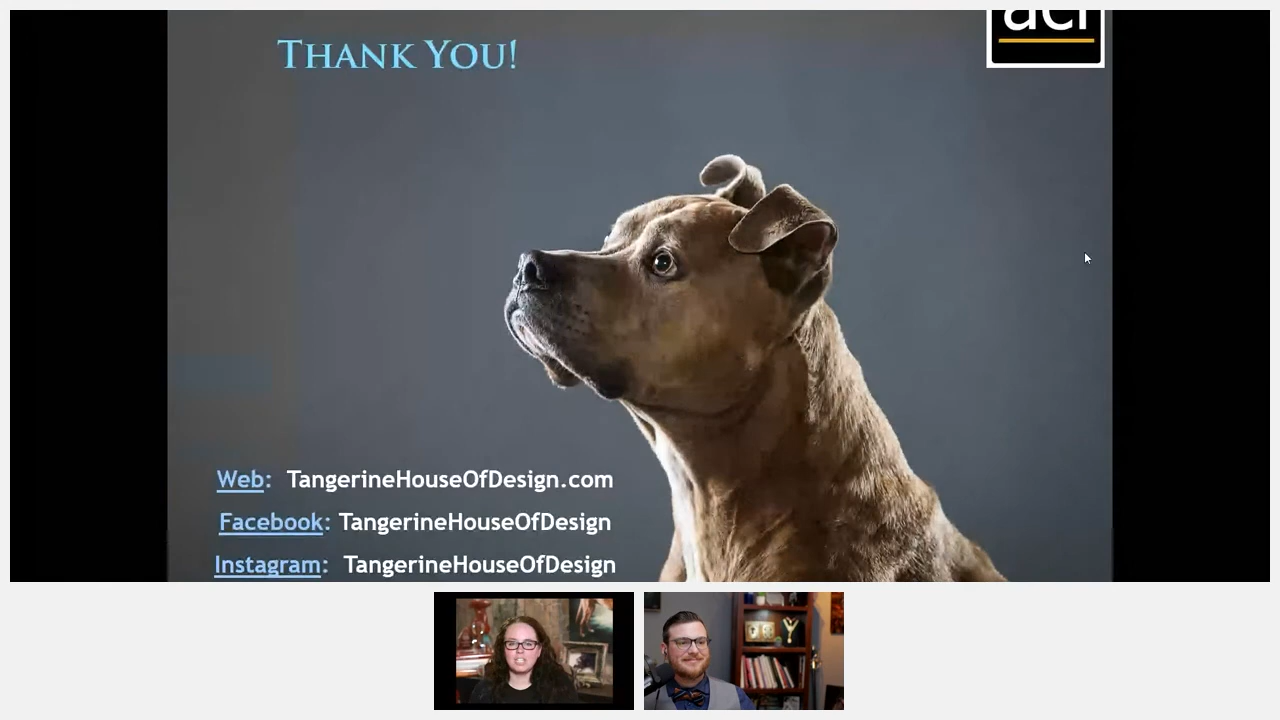 THANK YOU!
Web: TangerineHouseOfDesign.com
Facebook: TangerineHouseOfDesign
Instagram: TangerineHouseOfDesign